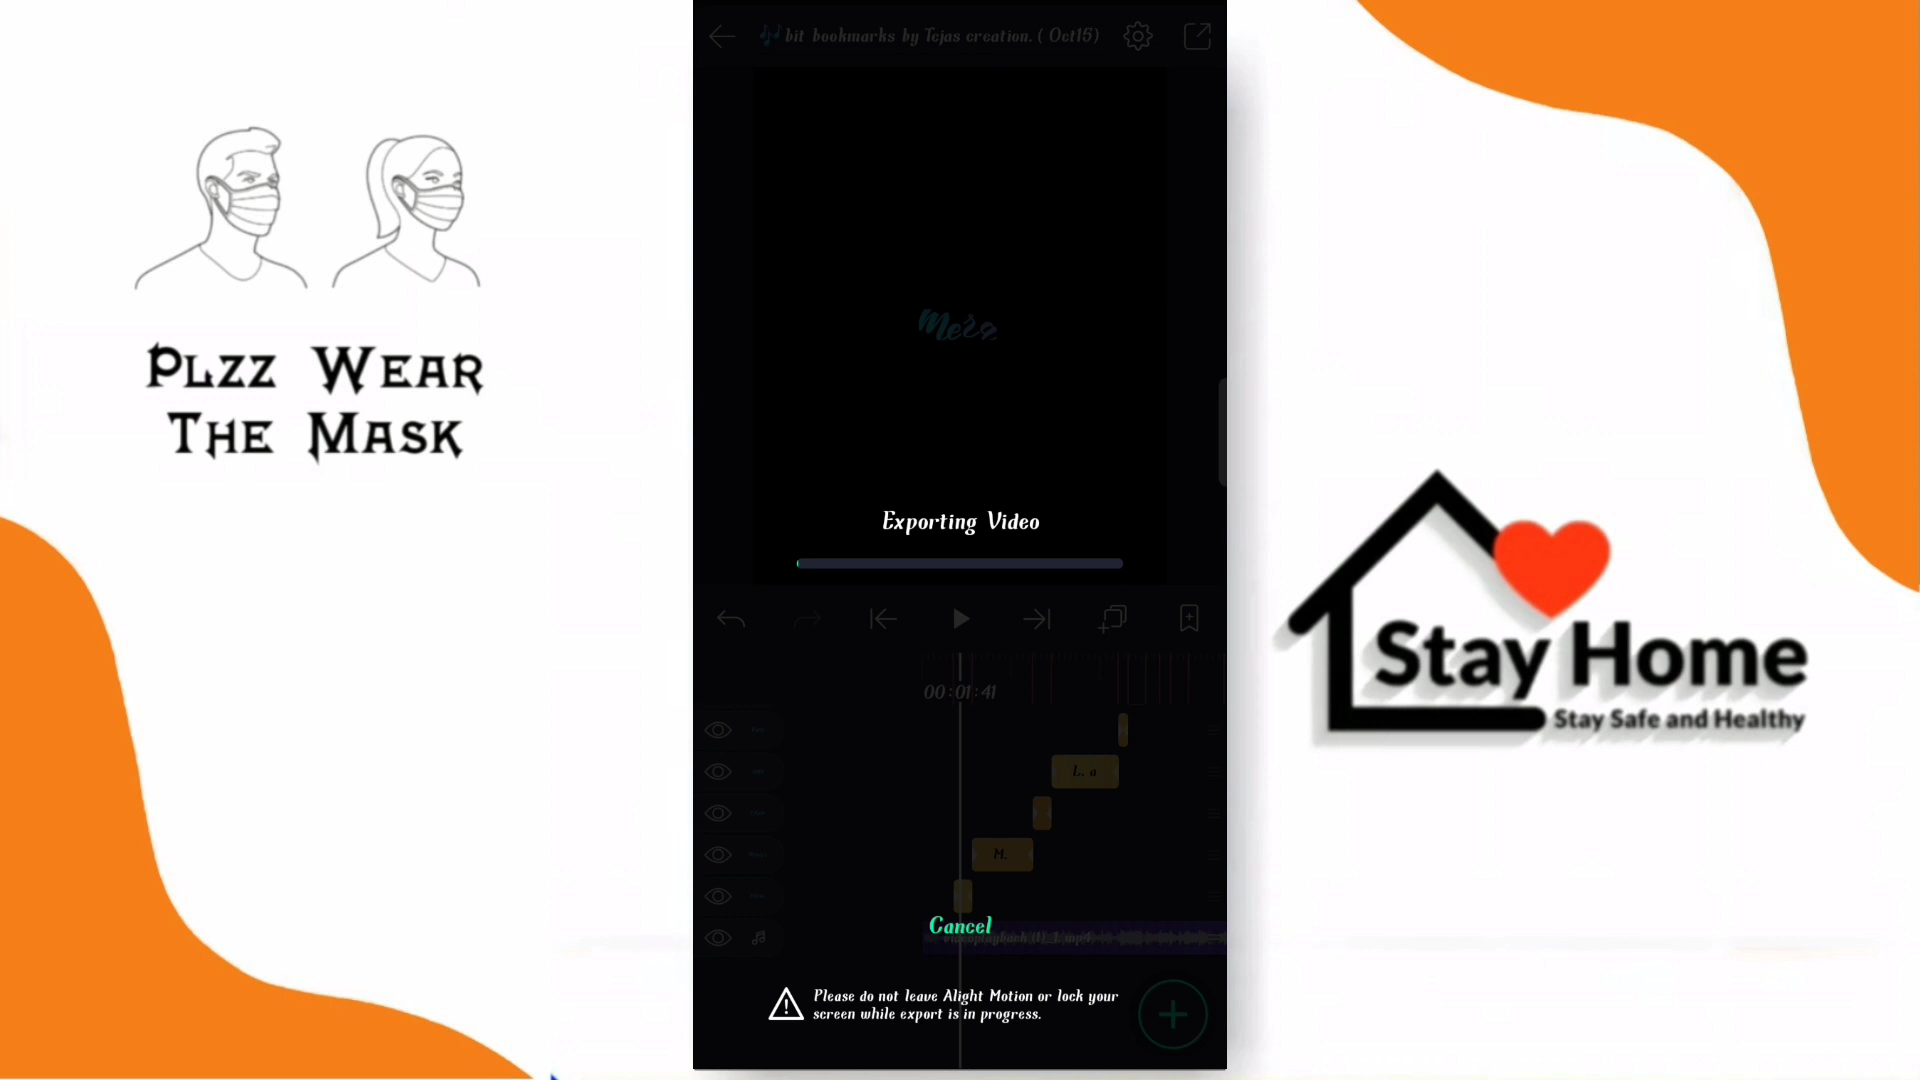 bit bookmarks by Tejas creation. ( Oct15)
Mera
PLZZ WEAR
THE MASK
Exporting Video
00:01:41
L. a
M.
Cancel
Please do not leave Alight Motion or lock your
screen while export is in progress.
Stay Home
Stay Safe and Healthy